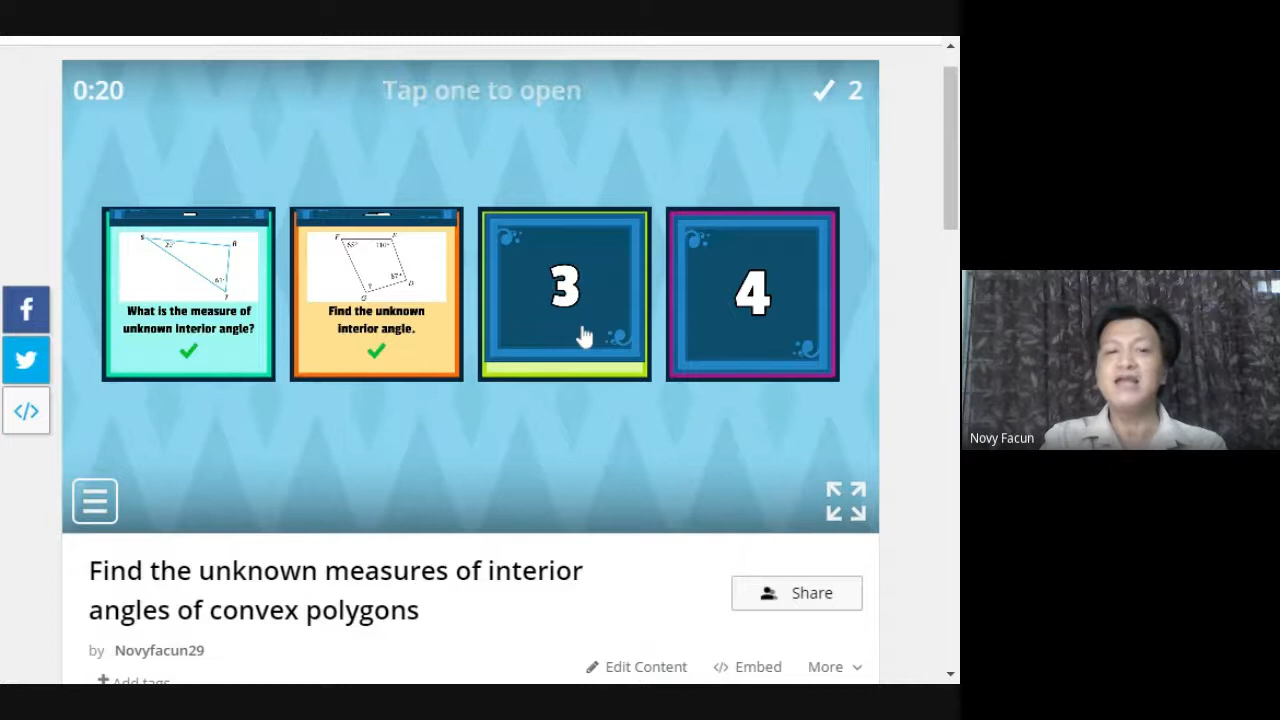 0:20
Tap one to open
2
What is the measure of
unknown interior angle?
Find the unknown
interior angle.
3
4
Find the unknown measures of interior
angles of convex polygons
Share
by Novyfacun29
Edit Content
Embed
More
Add tags
Novy Facun